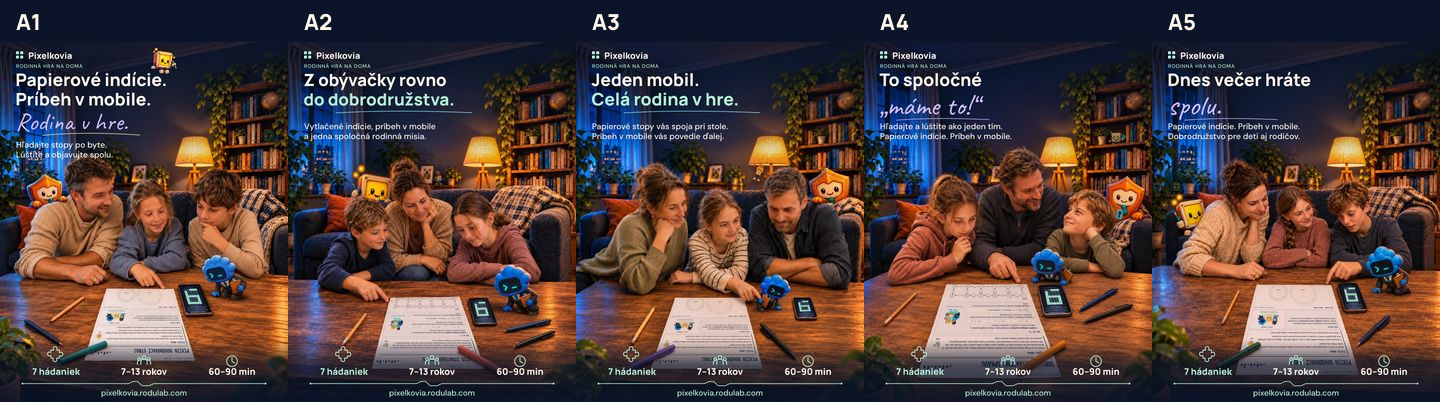 A1
Pixelkovia
RODINNÁ HRA NA DOMA
Papierové indície.
Príbeh v mobile.
Rodina v hre.
Hľadajte stopy po byte.
Lúštite a objavujte spolu.
7 hádaniek
7–13 rokov
60–90 min
pixelkovia.rodulab.com
A2
Pixelkovia
RODINNÁ HRA NA DOMA
Z obývačky rovno
do dobrodružstva.
Vytlačené indície, príbeh v mobile
a jedna spoločná rodinná misia.
7 hádaniek
7–13 rokov
60–90 min
pixelkovia.rodulab.com
A3
Pixelkovia
RODINNÁ HRA NA DOMA
Jeden mobil.
Celá rodina v hre.
Papierové stopy vás spoja pri stole.
Príbeh v mobile vás povedie ďalej.
7 hádaniek
7–13 rokov
60–90 min
pixelkovia.rodulab.com
A4
Pixelkovia
RODINNÁ HRA NA DOMA
To spoločné
„máme to!“
Hľadajte a lúštite ako jeden tím.
Papierové indície. Príbeh v mobile.
7 hádaniek
7–13 rokov
60–90 min
pixelkovia.rodulab.com
A5
Pixelkovia
RODINNÁ HRA NA DOMA
Dnes večer hráte
spolu.
Papierové indície. Príbeh v mobile.
Dobrodružstvo pre deti aj rodičov.
7 hádaniek
7–13 rokov
60–90 min
pixelkovia.rodulab.com